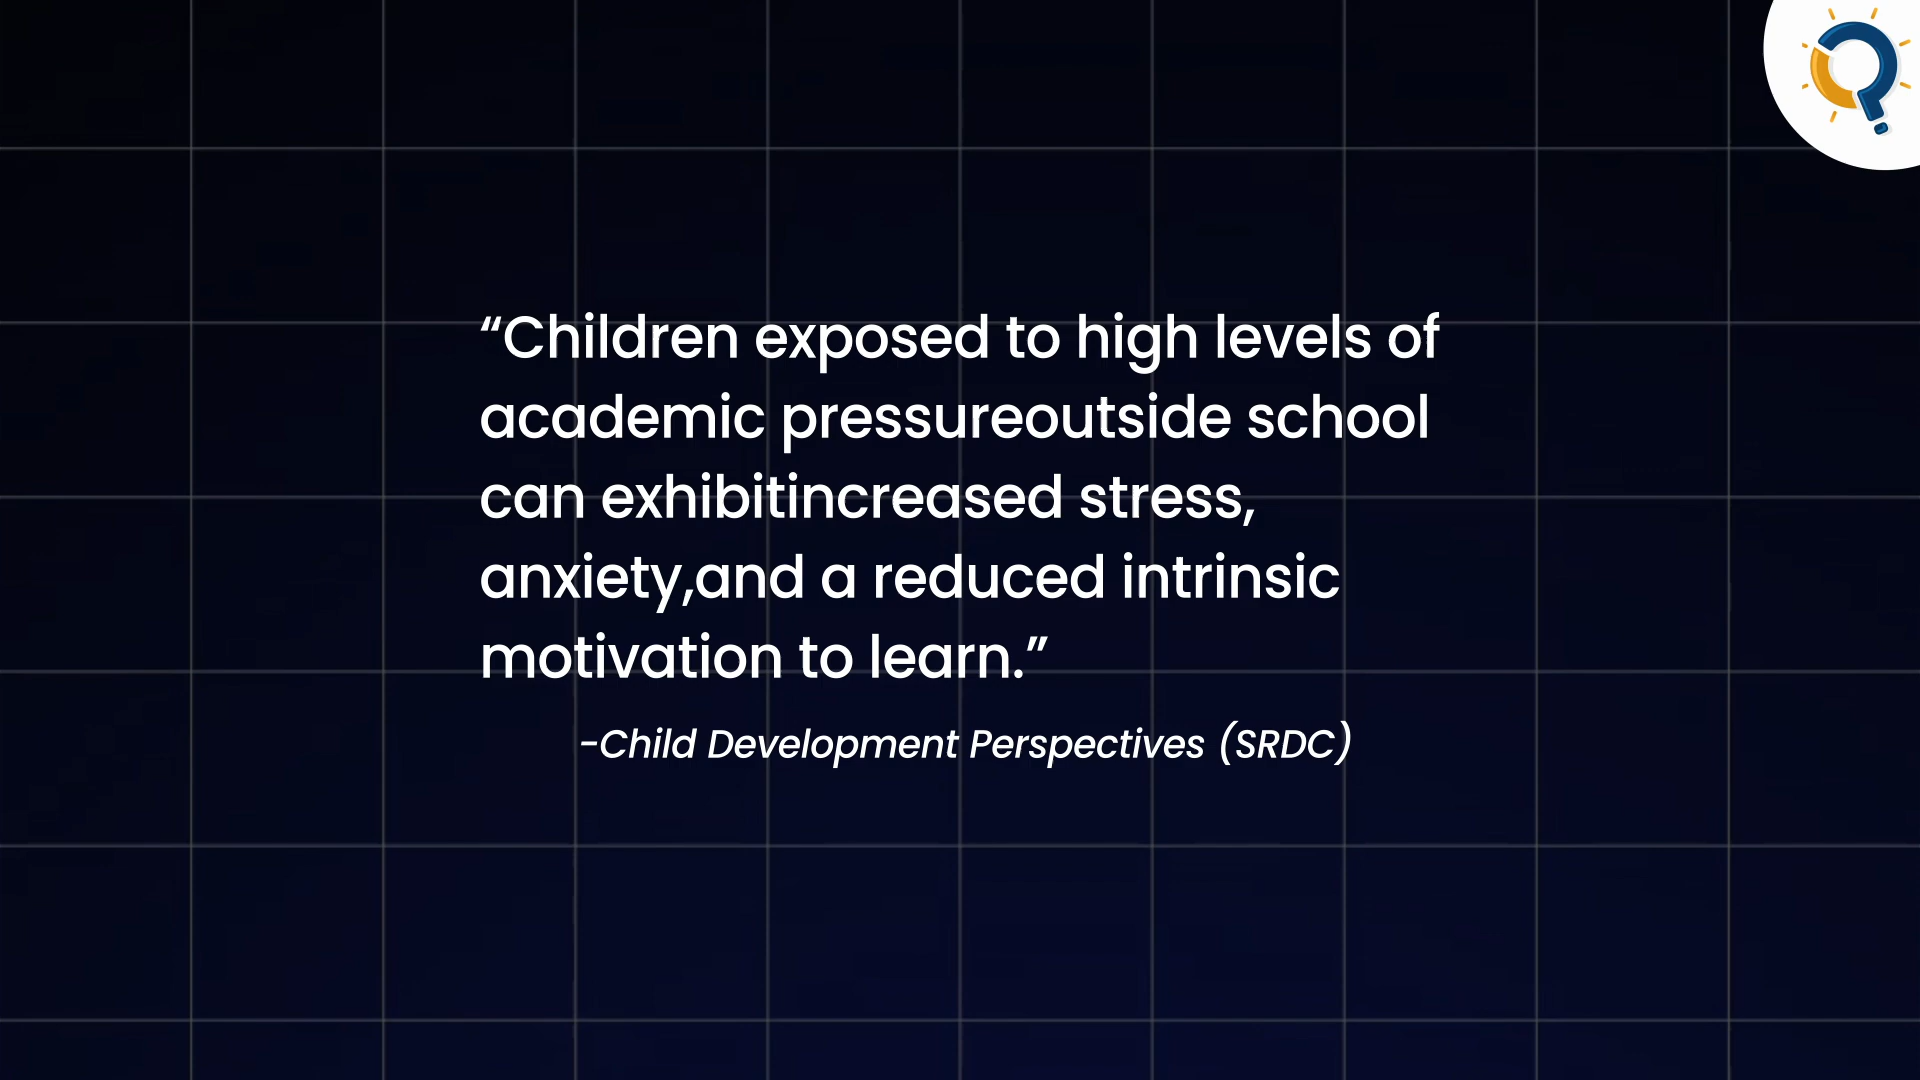 “Children exposed to high levels of
academic pressureoutside school
can exhibitincreased stress,
anxiety,and a reduced intrinsic
motivation to learn.”
-Child Development Perspectives (SRDC)